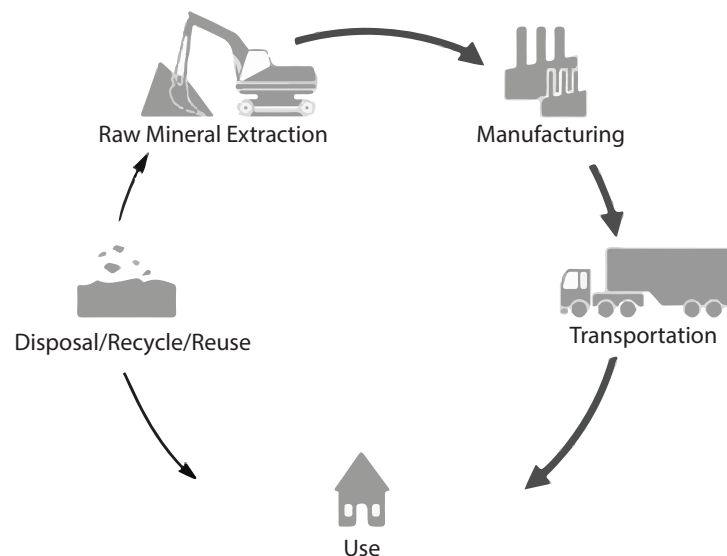 Raw Mineral Extraction
Manufacturing
Transportation
Disposal/Recycle/Reuse
Use